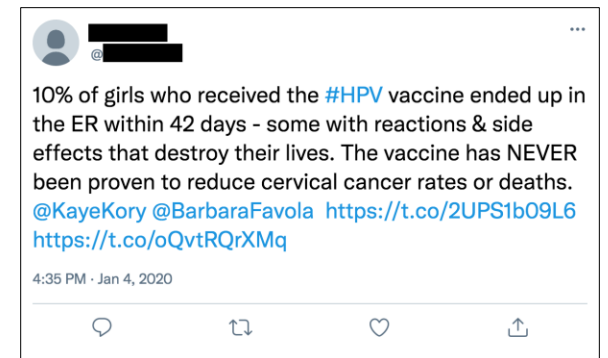 @
10% of girls who received the #HPV vaccine ended up in
the ER within 42 days - some with reactions & side
effects that destroy their lives. The vaccine has NEVER
been proven to reduce cervical cancer rates or deaths.
@KayeKory @BarbaraFavola https://t.co/2UPS1b09L6
https://t.co/oQvtRQrXMq
4:35 PM · Jan 4, 2020